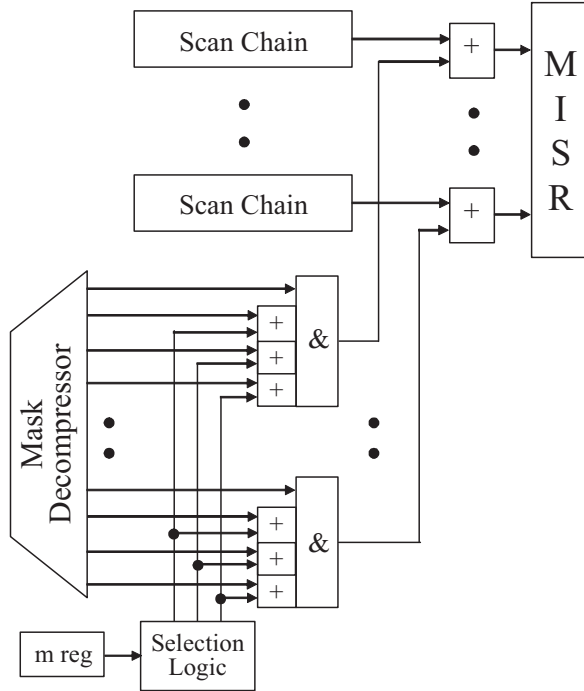 Scan Chain
+
M
I
S
R
Scan Chain
+
Mask
Decompressor
+
+
+
&
+
+
+
&
m reg
Selection
Logic